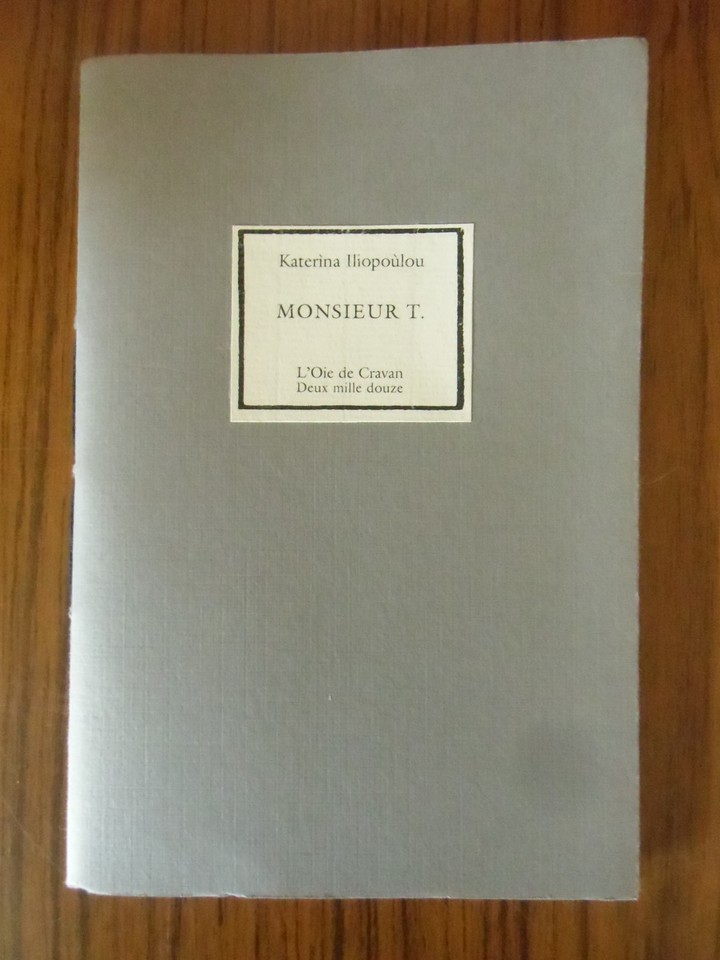 Katerina Iliopoùlou
MONSIEUR T.
L'Oie de Cravan
Deux mille douze